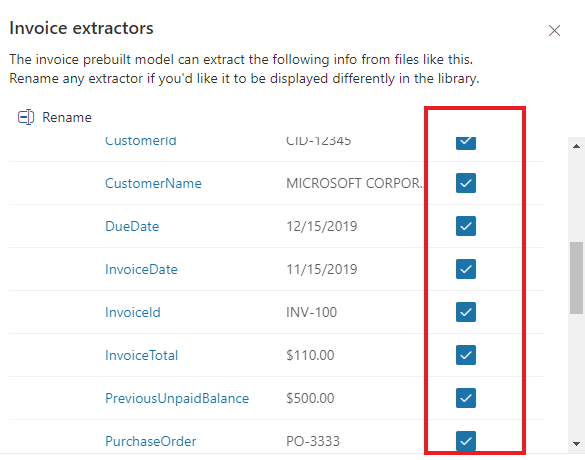 Invoice extractors
The invoice prebuilt model can extract the following info from files like this.
Rename any extractor if you'd like it to be displayed differently in the library.
Rename
CustomerId CID-12345
CustomerName MICROSOFT CORPOR...
DueDate 12/15/2019
InvoiceDate 11/15/2019
InvoiceId INV-100
InvoiceTotal $110.00
PreviousUnpaidBalance $500.00
PurchaseOrder PO-3333